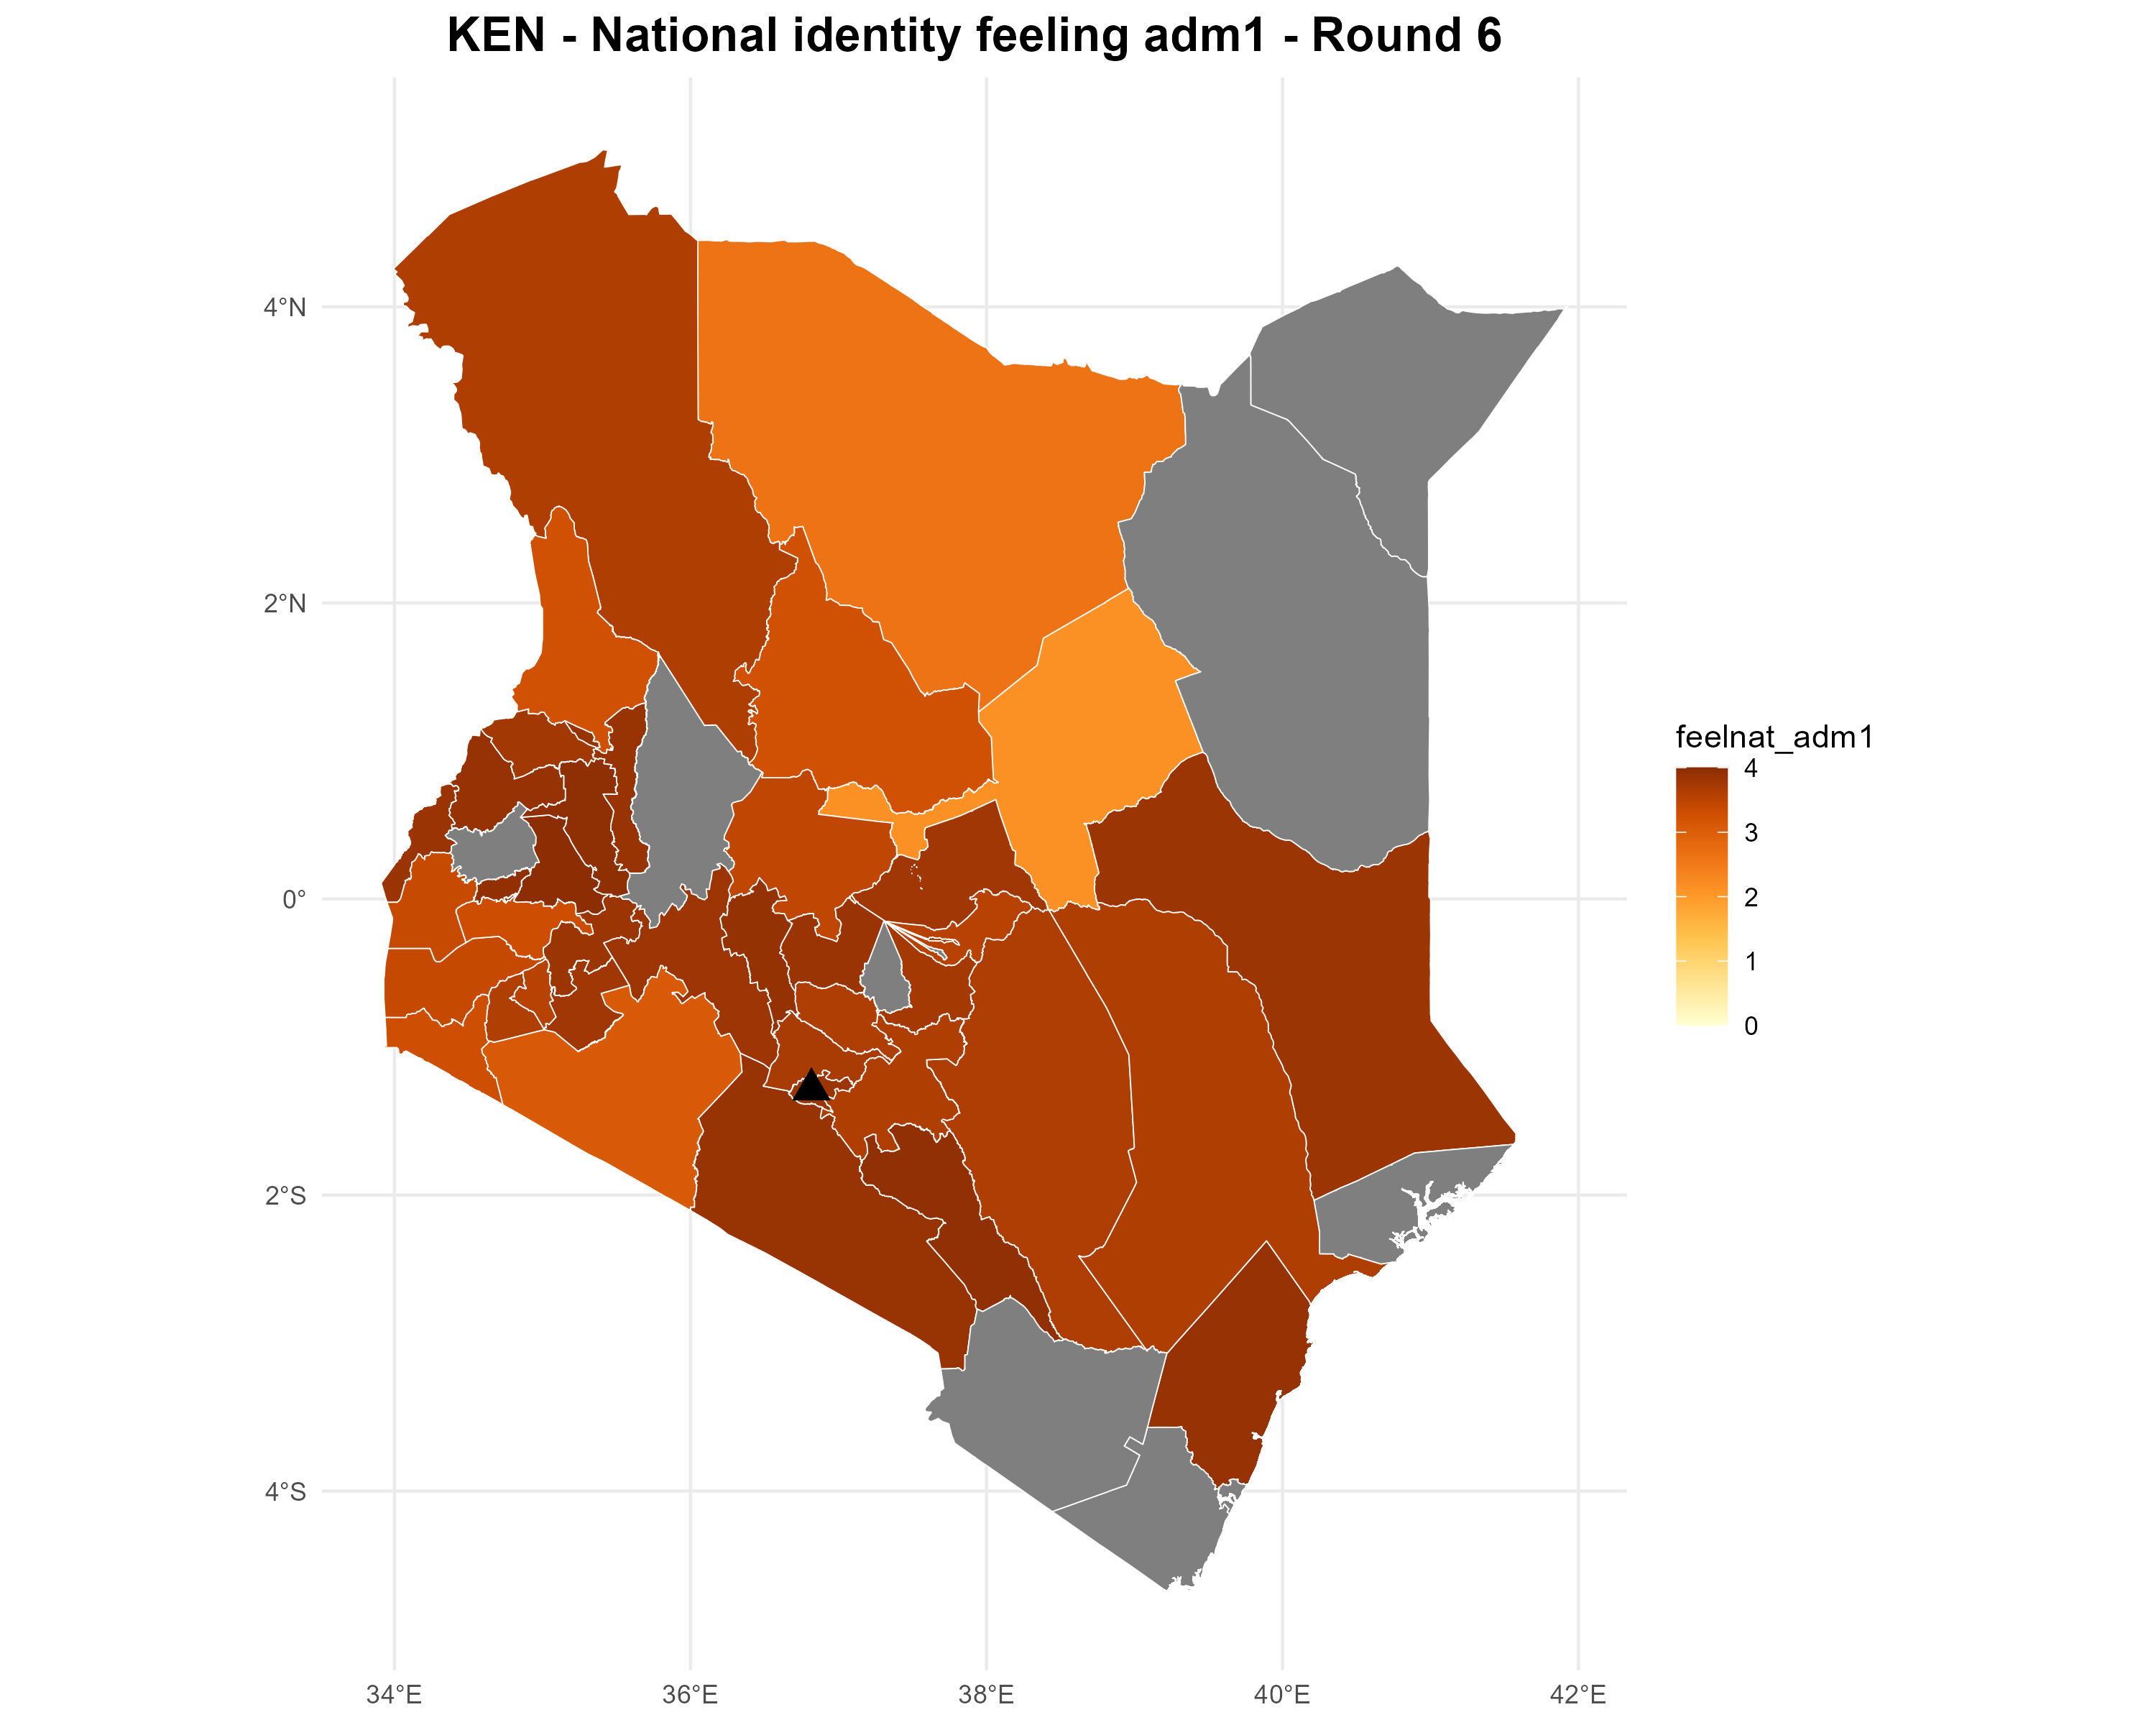 KEN - National identity feeling adm1 - Round 6
4°N
2°N
0°
2°S
4°S
34°E
36°E
38°E
40°E
42°E
feelnat_adm1
4
3
2
1
0